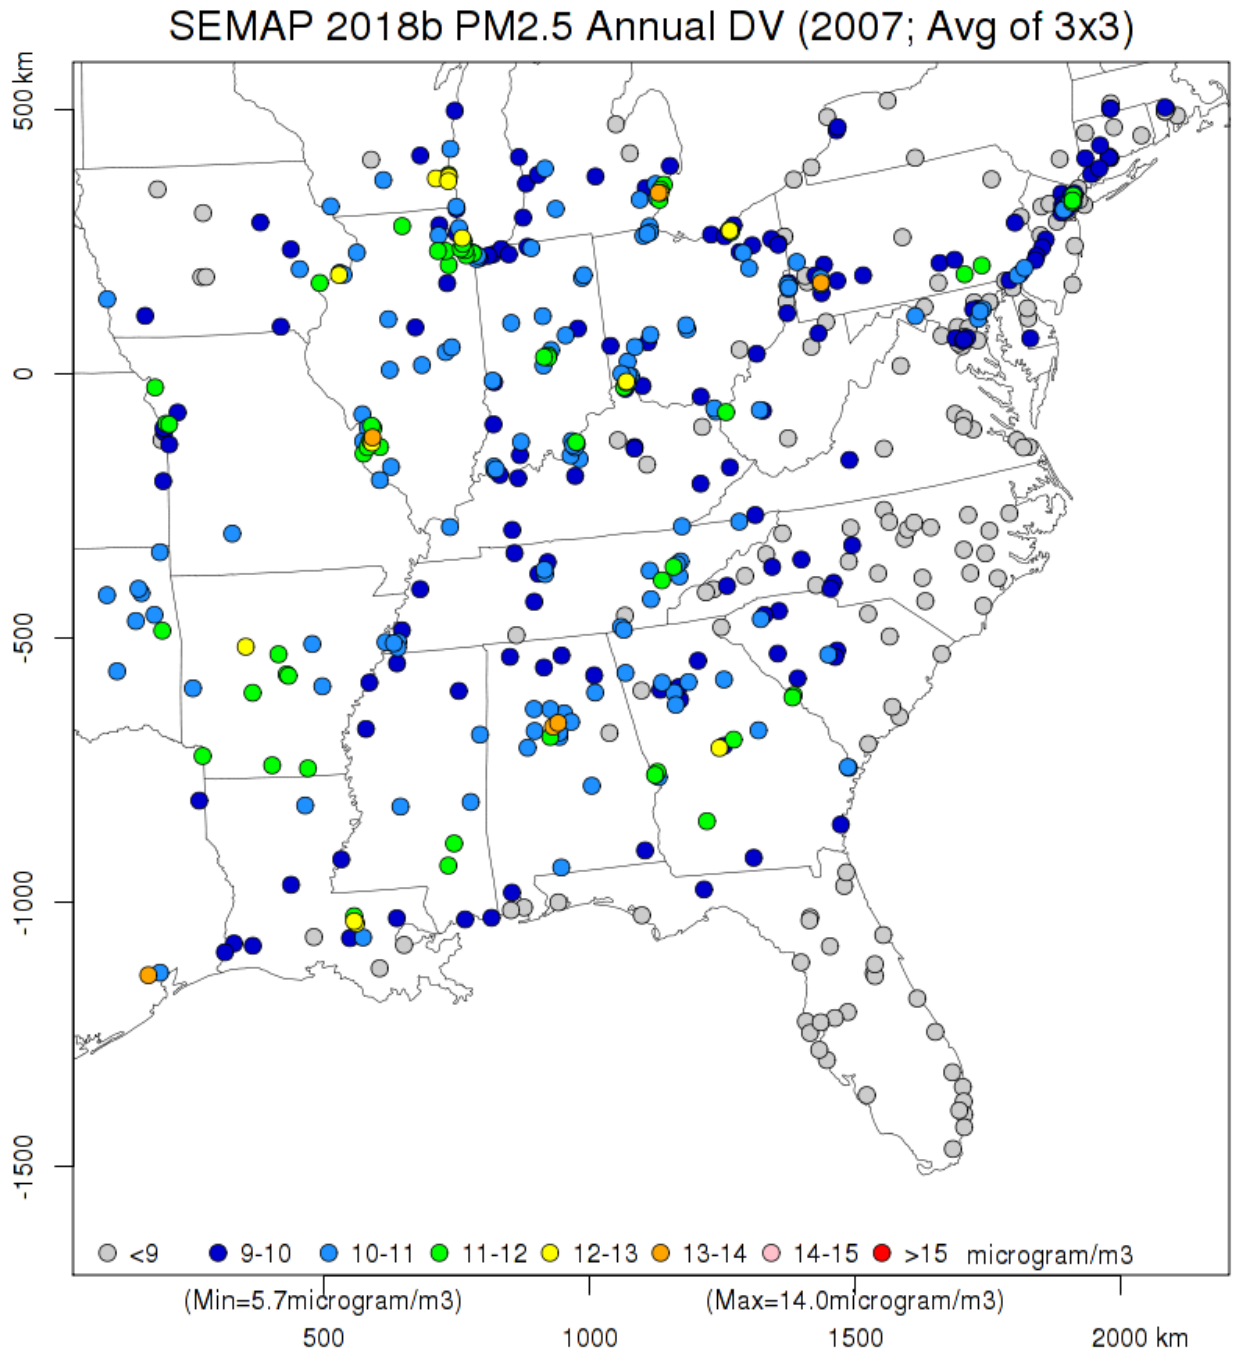 SEMAP 2018b PM2.5 Annual DV (2007; Avg of 3x3)
500 km
0
-500
-1000
-1500
<9 9-10 10-11 11-12 12-13 13-14 14-15 >15 microgram/m3
(Min=5.7microgram/m3) (Max=14.0microgram/m3)
500 1000 1500 2000 km